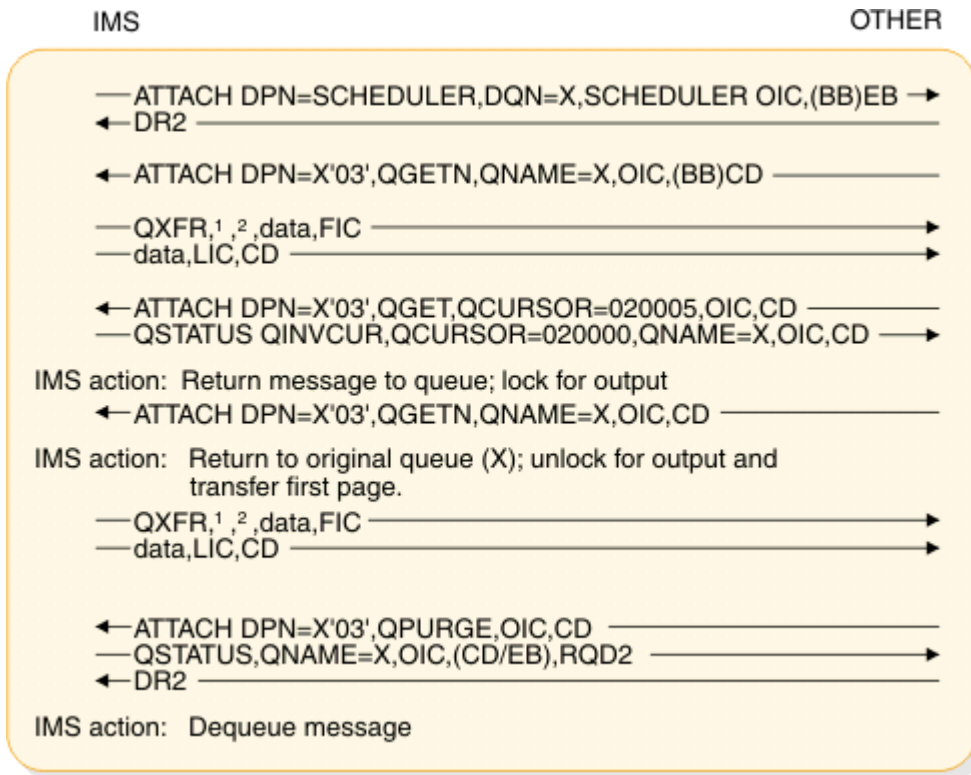 IMS OTHER
ATTACH DPN=SCHEDULER,DQN=X,SCHEDULER OIC,(BB)EB
DR2
ATTACH DPN=X'03',QGETN,QNAME=X,OIC,(BB)CD
QXFR,¹ ,² ,data,FIC
data,LIC,CD
ATTACH DPN=X'03',QGET,QCURSOR=020005,OIC,CD
QSTATUS QINVCUR,QCURSOR=020000,QNAME=X,OIC,CD
IMS action: Return message to queue; lock for output
ATTACH DPN=X'03',QGETN,QNAME=X,OIC,CD
IMS action: Return to original queue (X); unlock for output and
transfer first page.
QXFR,¹ ,² ,data,FIC
data,LIC,CD
ATTACH DPN=X'03',QPURGE,OIC,CD
QSTATUS,QNAME=X,OIC,(CD/EB),RQD2
DR2
IMS action: Dequeue message